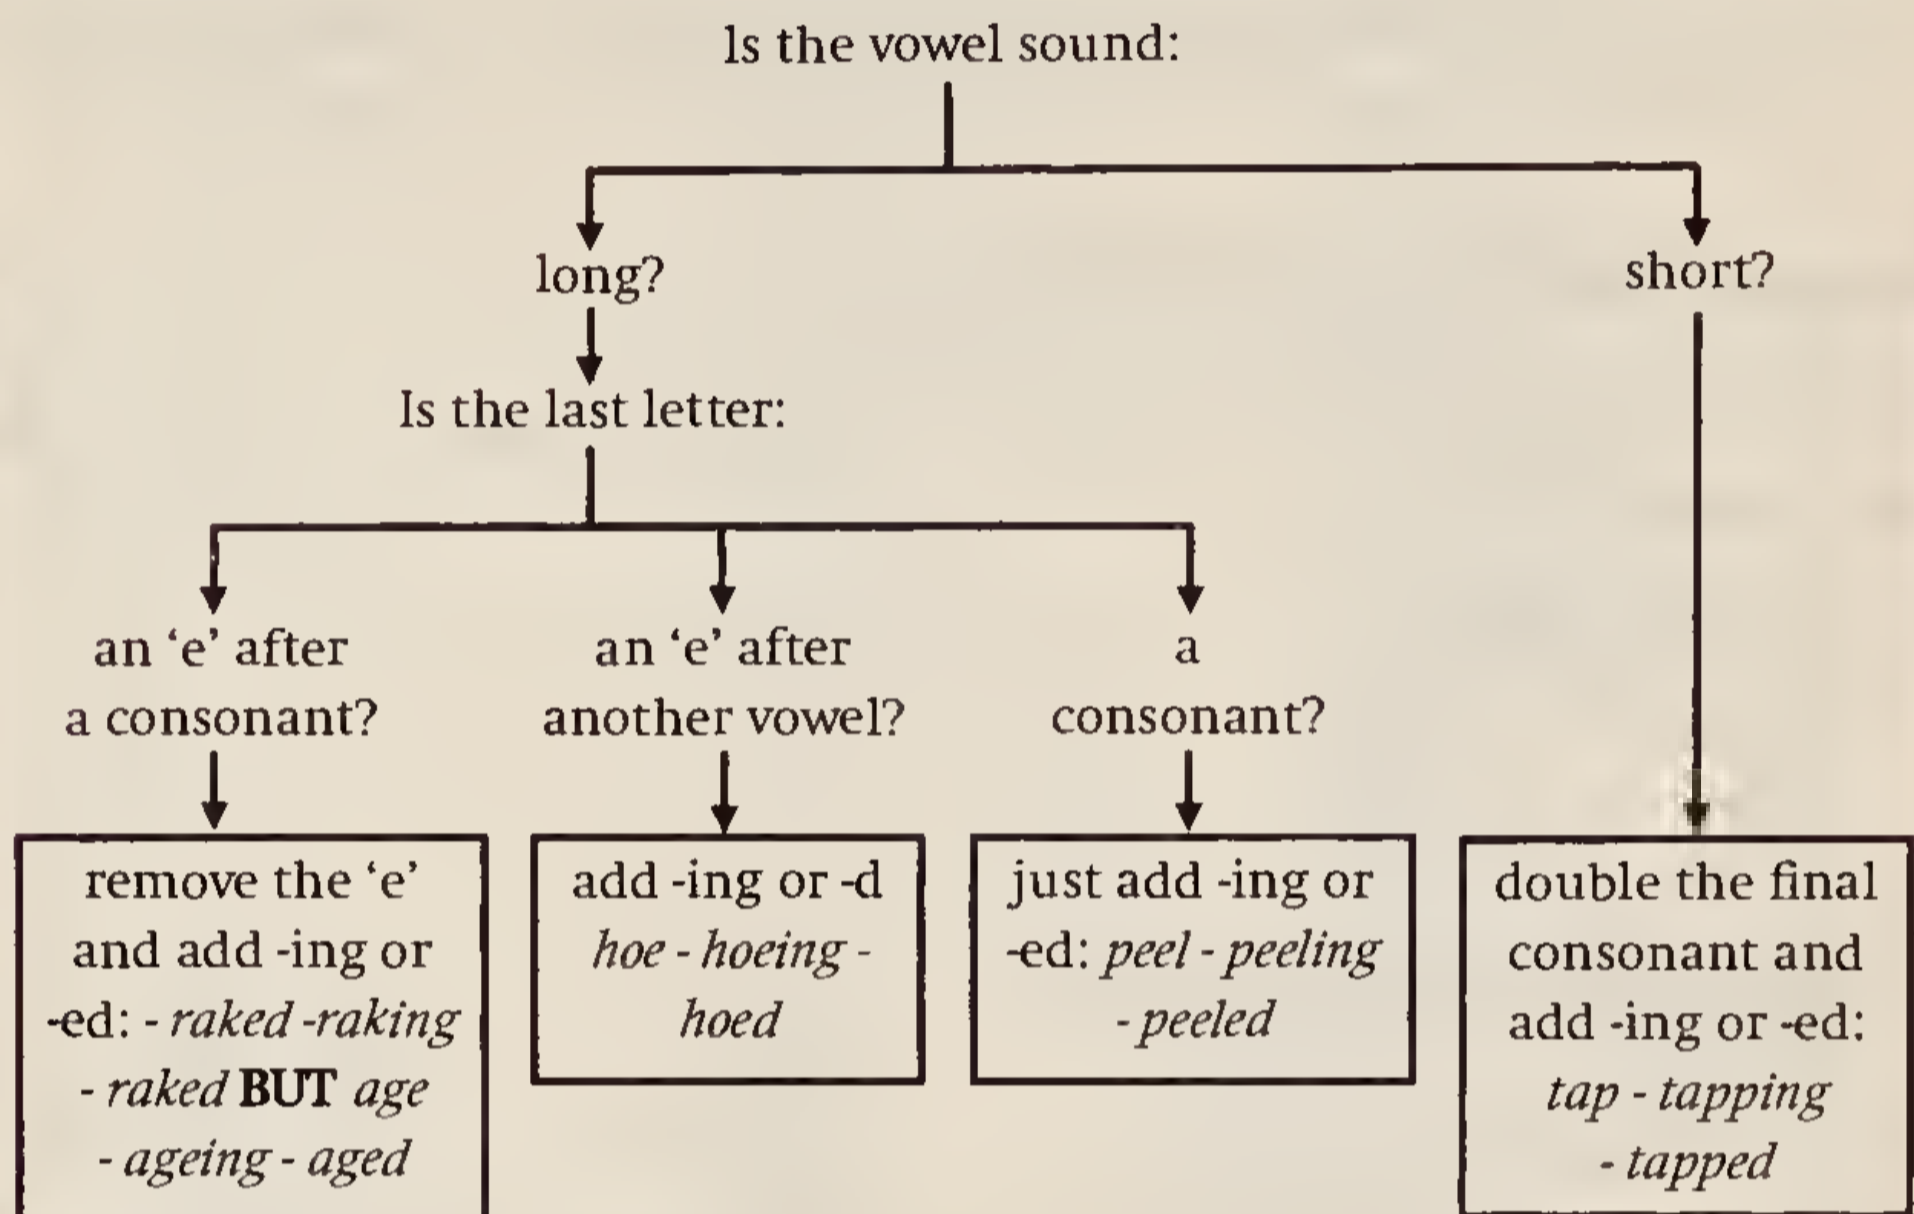 Is the vowel sound:
long?
short?
Is the last letter:
an ‘e’ after
a consonant?
an ‘e’ after
another vowel?
a
consonant?
remove the ‘e’
and add -ing or
-ed: - raked -raking
- raked BUT age
- ageing - aged
add -ing or -d
hoe - hoeing -
hoed
just add -ing or
-ed: peel - peeling
- peeled
double the final
consonant and
add -ing or -ed:
tap - tapping
- tapped